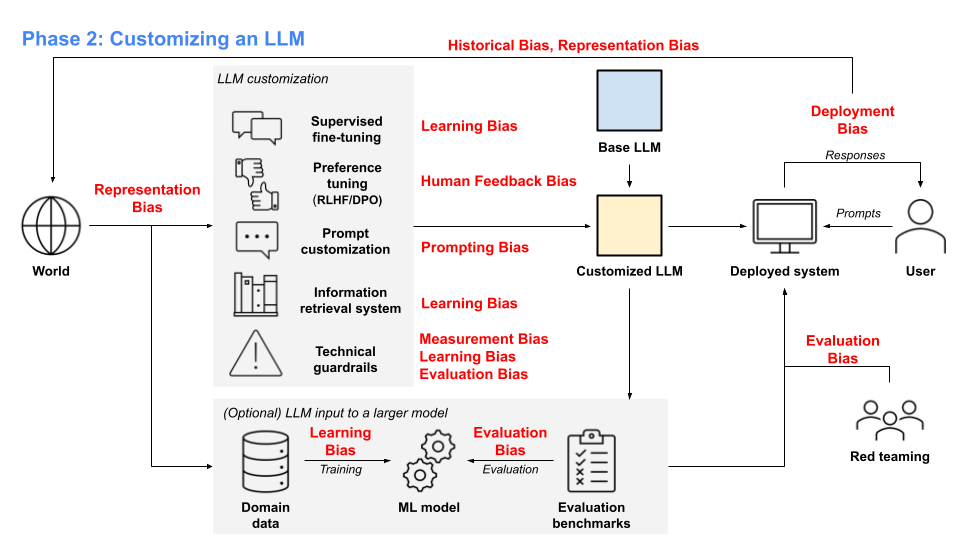 Phase 2: Customizing an LLM
Historical Bias, Representation Bias
LLM customization
Supervised
fine-tuning
Learning Bias
Base LLM
Deployment
Bias
Responses
Preference
tuning
(RLHF/DPO)
Human Feedback Bias
Representation
Bias
Prompts
Prompt
customization
Prompting Bias
World
Customized LLM
Deployed system
User
Information
retrieval system
Learning Bias
Technical
guardrails
Measurement Bias
Learning Bias
Evaluation Bias
Evaluation
Bias
(Optional) LLM input to a larger model
Learning
Bias
Training
Evaluation
Bias
Evaluation
Red teaming
Domain
data
ML model
Evaluation
benchmarks